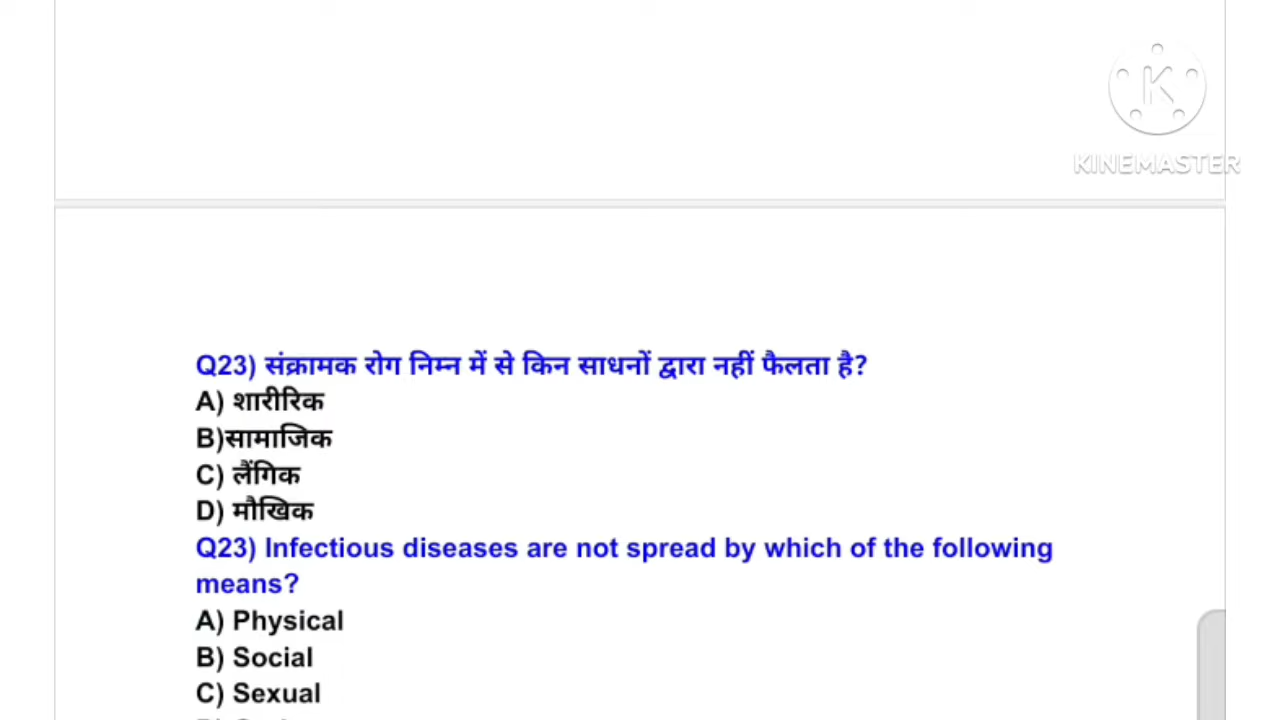 K
KINEMASTER
Q23) संक्रामक रोग निम्न में से किन साधनों द्वारा नहीं फैलता है?
A) शारीरिक
B)सामाजिक
C) लैंगिक
D) मौखिक
Q23) Infectious diseases are not spread by which of the following
means?
A) Physical
B) Social
C) Sexual